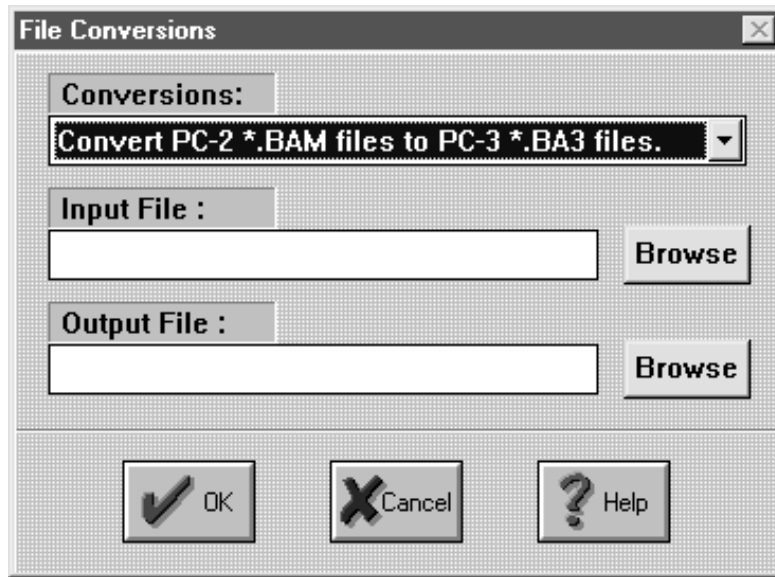 File Conversions
Conversions:
Convert PC-2 *.BAM files to PC-3 *.BA3 files.
Input File :
Browse
Output File :
Browse
OK
Cancel
Help